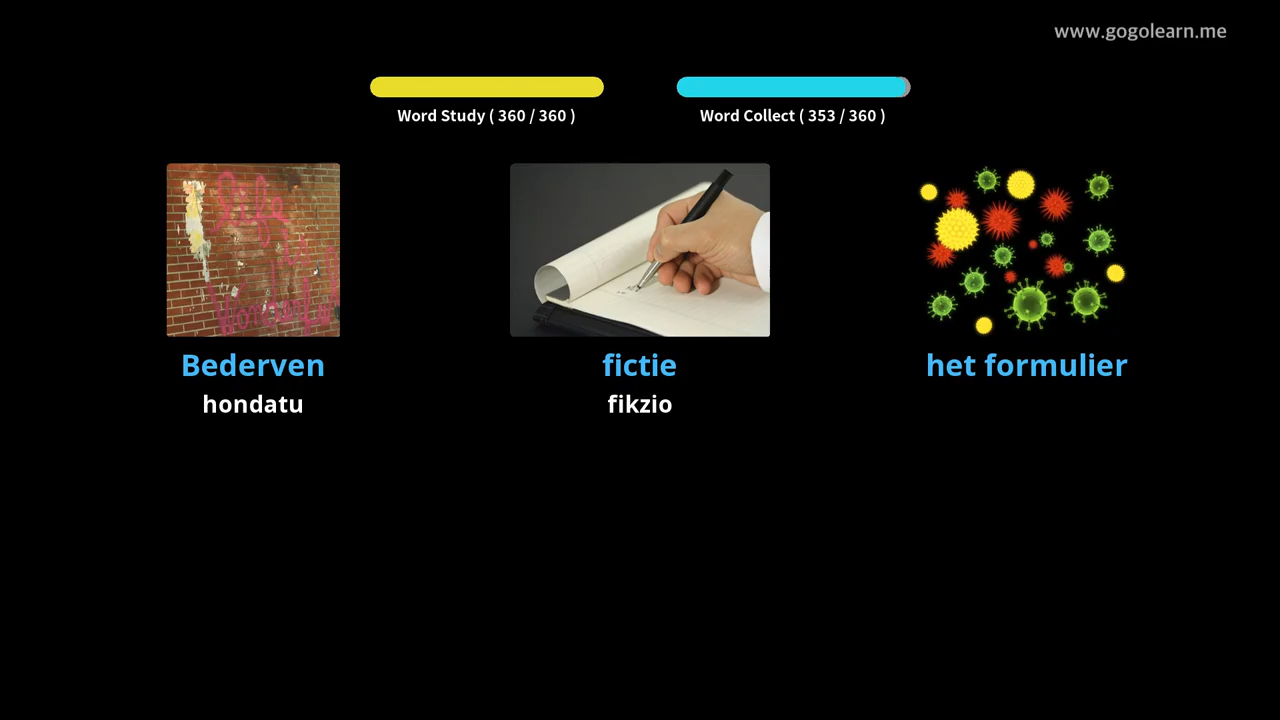 www.gogolearn.me
Word Study ( 360 / 360 )
Word Collect ( 353 / 360 )
Bederven
hondatu
fictie
fikzio
het formulier